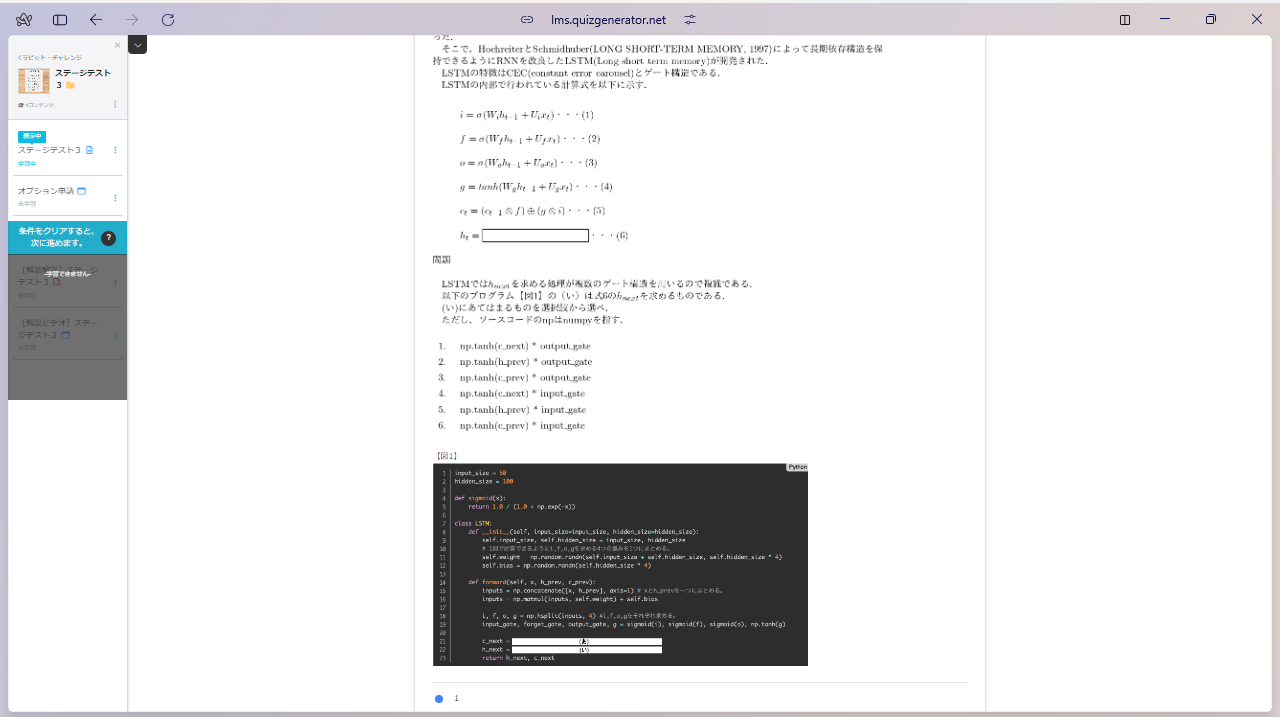 くラビット・チャレンジ
ステージテスト
3
eコンテンツ
表示中
ステージテスト３
学習中
オプション申請
未学習
条件をクリアすると、
次に進めます。
?
［解答解説］ステージ
テスト３
-学習できません-
未学習
［解説ビデオ］ステー
ジテスト３
未学習
った.
そこで，HochreiterとSchmidhuber(LONG SHORT-TERM MEMORY, 1997)によって長期依存構造を保
持できるようにRNNを改良したLSTM(Long short term memory)が開発された.
LSTMの特徴はCEC(constant error carousel)とゲート構造である.
LSTMの内部で行われている計算式を以下に示す.
i = σ(W_i h_{t−1} + U_i x_t)・・・(1)
f = σ(W_f h_{t−1} + U_f x_t)・・・(2)
o = σ(W_o h_{t−1} + U_o x_t)・・・(3)
g = tanh(W_g h_{t−1} + U_g x_t)・・・(4)
c_t = (c_{t−1} ⊗ f) ⊕ (g ⊗ i)・・・(5)
h_t = ・・・(6)
問題
LSTMではh_{next}を求める処理が複数のゲート構造を用いるので複雑である.
以下のプログラム【図1】の（い）は式6のh_{next}を求めるものである.
(い)にあてはまるものを選択肢から選べ.
ただし，ソースコードのnpはnumpyを指す.
1. np.tanh(c_next) * output_gate
2. np.tanh(h_prev) * output_gate
3. np.tanh(c_prev) * output_gate
4. np.tanh(c_next) * input_gate
5. np.tanh(h_prev) * input_gate
6. np.tanh(c_prev) * input_gate
【図1】
Python
1 input_size = 50
2 hidden_size = 100
3
4 def sigmoid(x):
5 return 1.0 / (1.0 + np.exp(-x))
6
7 class LSTM:
8 def __init__(self, input_size=input_size, hidden_size=hidden_size):
9 self.input_size, self.hidden_size = input_size, hidden_size
10 # 1回で計算できるようにi,f,o,gを求める4つの重みを1つにまとめる。
11 self.weight = np.random.randn(self.input_size + self.hidden_size, self.hidden_size * 4)
12 self.bias = np.random.randn(self.hidden_size * 4)
13
14 def forward(self, x, h_prev, c_prev):
15 inputs = np.concatenate([x, h_prev], axis=1) # xとh_prevを一つにまとめる。
16 inputs = np.matmul(inputs, self.weight) + self.bias
17
18 i, f, o, g = np.hsplit(inputs, 4) #i,f,o,gをそれぞれ求める。
19 input_gate, forget_gate, output_gate, g = sigmoid(i), sigmoid(f), sigmoid(o), np.tanh(g)
20
21 c_next = (あ)
22 h_next = (い)
23 return h_next, c_next
1